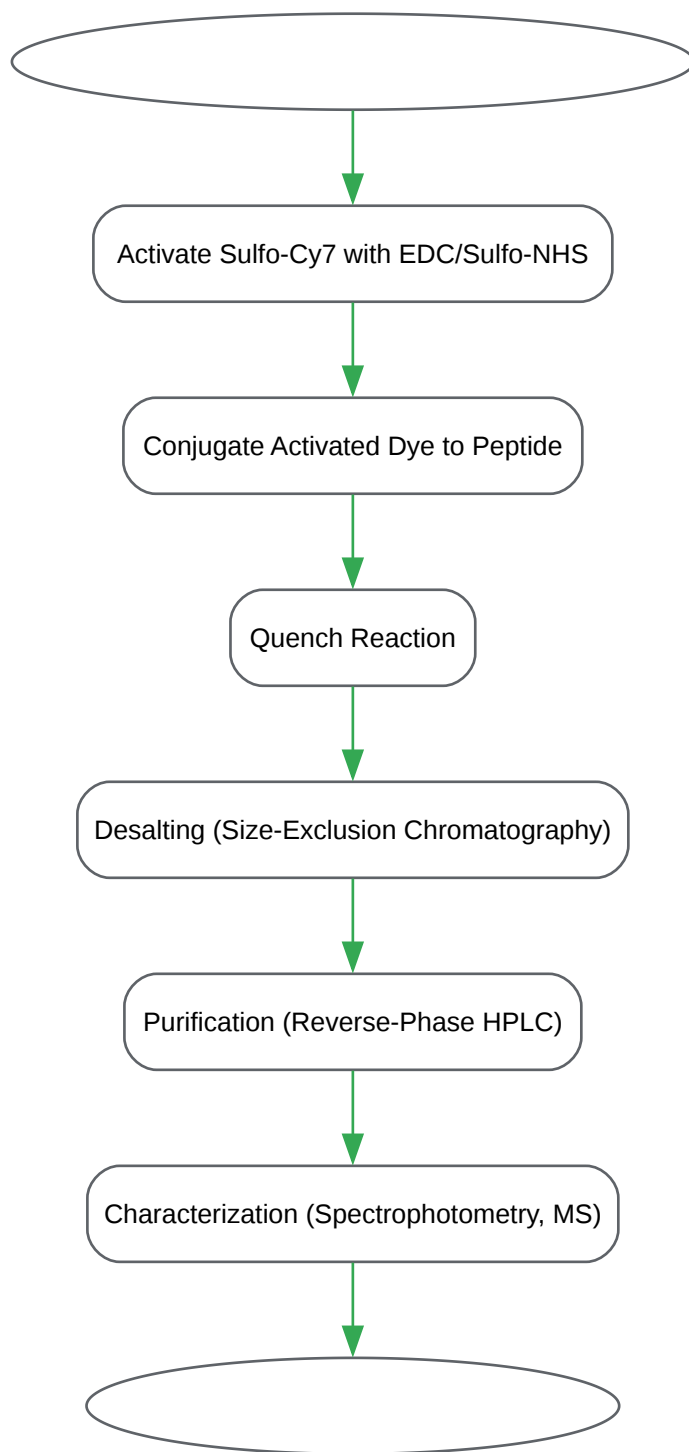 Activate Sulfo-Cy7 with EDC/Sulfo-NHS
Conjugate Activated Dye to Peptide
Quench Reaction
Desalting (Size-Exclusion Chromatography)
Purification (Reverse-Phase HPLC)
Characterization (Spectrophotometry, MS)